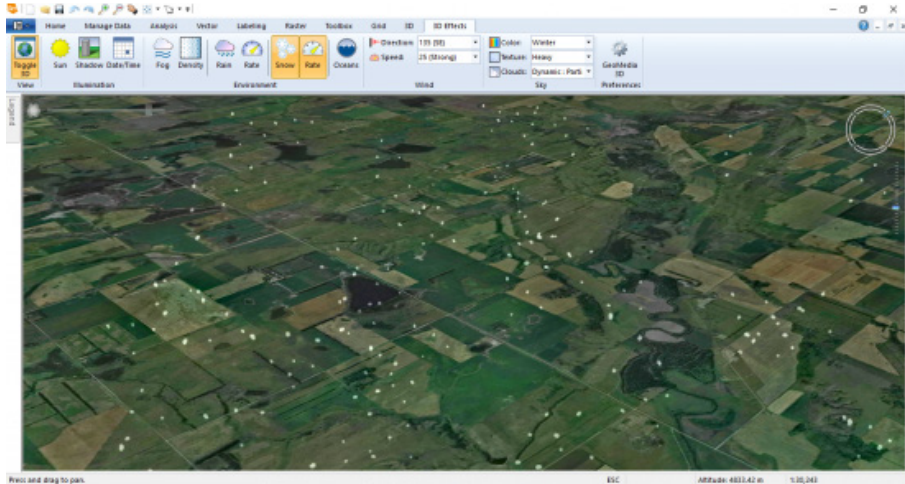 Home Manage Data Analysis Vector Labeling Raster Toolbox Grid 3D 3D Effects
Toggle 3D Sun Shadow Date/Time Fog Density Rain Rate Snow Rate Oceans Direction: 135 (SE) Color: Winter GeoMedia 3D
Speed: 25 (Strong) Texture: Heavy
Clouds: Dynamic : Parti
View Illumination Environment Wind Sky Preferences
Legend
Press and drag to pan. ESC Altitude: 4833.42 m 1:30,243